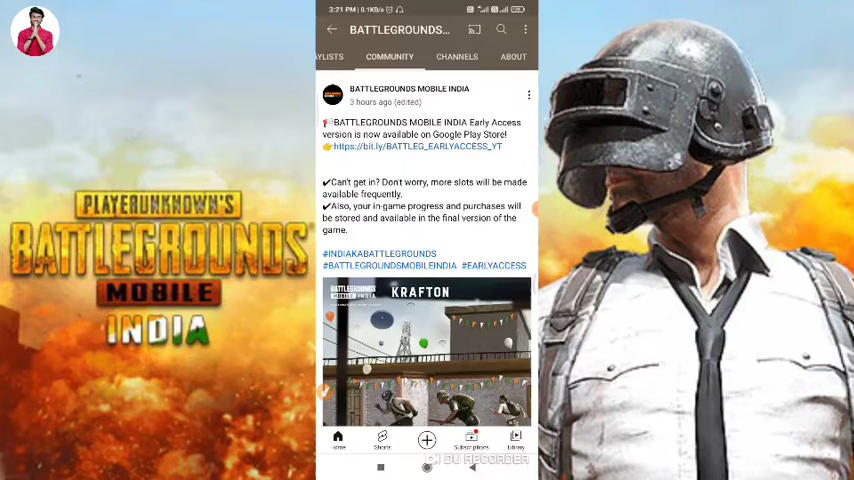 3:21 PM | 0.1KB/s
BATTLEGROUNDS...
AYLISTS COMMUNITY CHANNELS ABOUT
BATTLEGROUNDS MOBILE INDIA
3 hours ago (edited)
📢BATTLEGROUNDS MOBILE INDIA Early Access
version is now available on Google Play Store!
👉https://bit.ly/BATTLEG_EARLYACCESS_YT
✔Can't get in? Don't worry, more slots will be made
available frequently.
✔Also, your in-game progress and purchases will
be stored and available in the final version of the
game.
#INDIAKABATTLEGROUNDS
#BATTLEGROUNDSMOBILEINDIA #EARLYACCESS
BATTLEGROUNDS
MOBILE INDIA
KRAFTON
Home Shorts Subscriptions Library
DU RECORDER
PLAYERUNKNOWN'S
BATTLEGROUNDS
MOBILE
INDIA